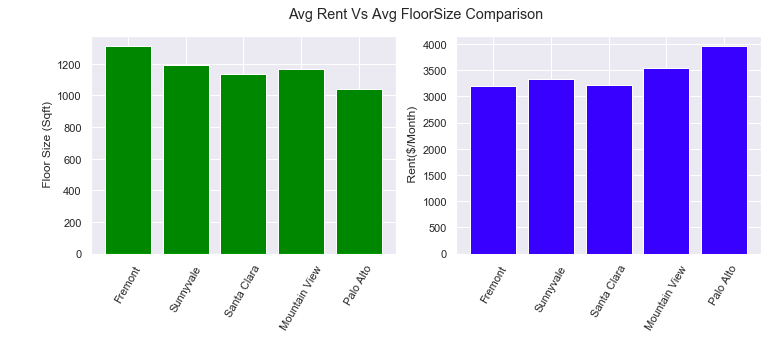 Avg Rent Vs Avg FloorSize Comparison
Floor Size (Sqft)
1200
1000
800
600
400
200
0
Fremont
Sunnyvale
Santa Clara
Mountain View
Palo Alto
Rent($/Month)
4000
3500
3000
2500
2000
1500
1000
500
0
Fremont
Sunnyvale
Santa Clara
Mountain View
Palo Alto